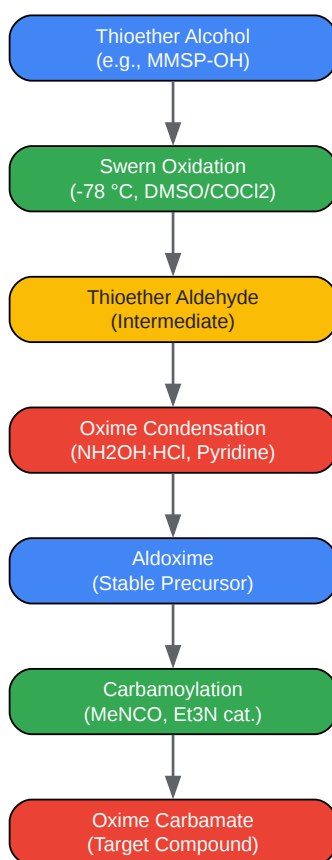 Thioether Alcohol
(e.g., MMSP-OH)
Swern Oxidation
(-78 °C, DMSO/COCl2)
Thioether Aldehyde
(Intermediate)
Oxime Condensation
(NH2OH·HCl, Pyridine)
Aldoxime
(Stable Precursor)
Carbamoylation
(MeNCO, Et3N cat.)
Oxime Carbamate
(Target Compound)